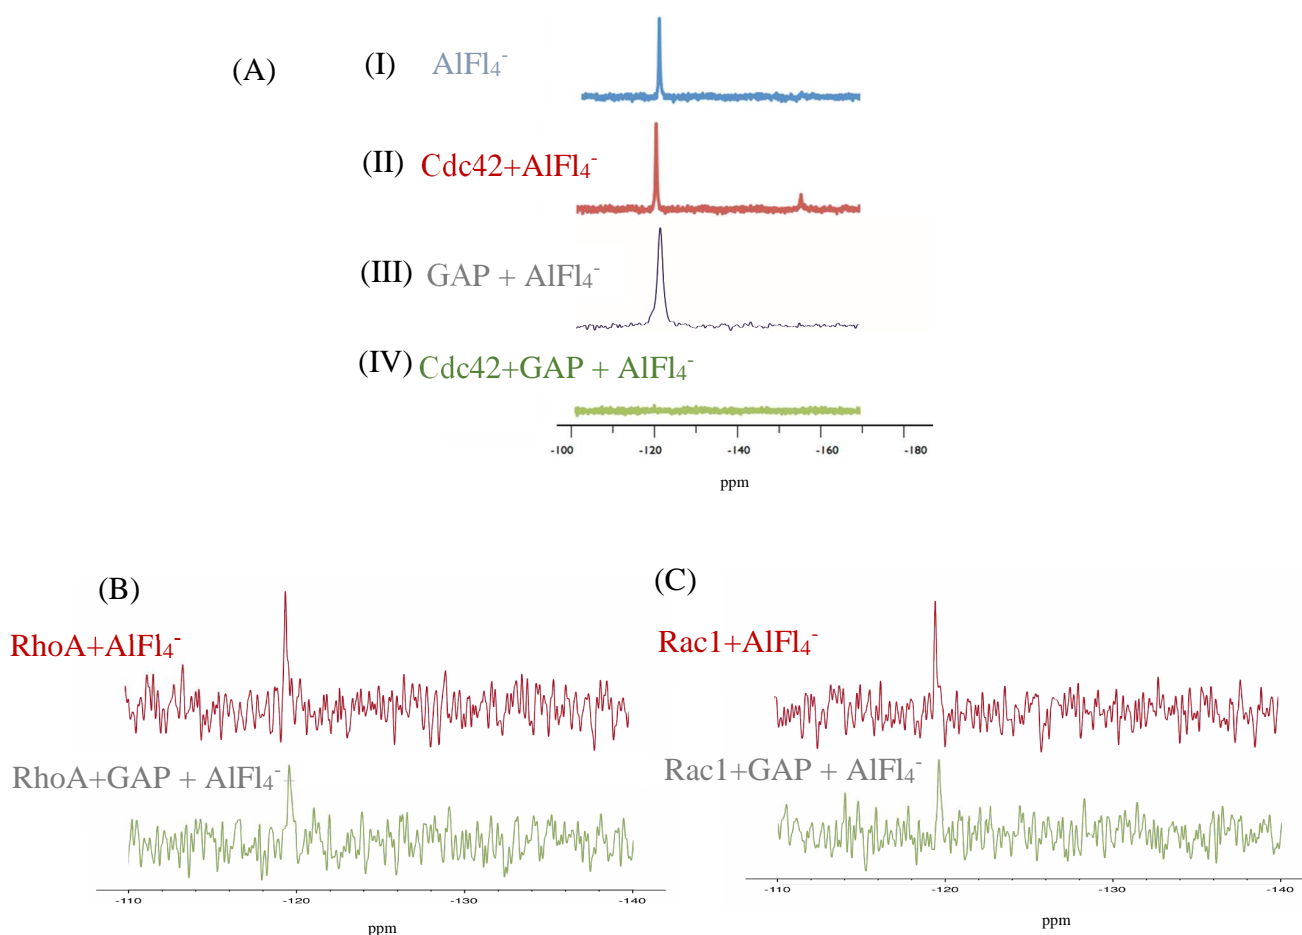 (A)
(I) AlFl₄⁻
(II) Cdc42+AlFl₄⁻
(III) GAP + AlFl₄⁻
(IV) Cdc42+GAP + AlFl₄⁻
-100 -120 -140 -160 -180
ppm
(B)
RhoA+AlFl₄⁻
RhoA+GAP + AlFl₄⁻
-110 -120 -130 -140
ppm
(C)
Rac1+AlFl₄⁻
Rac1+GAP + AlFl₄⁻
-110 -120 -130 -140
ppm